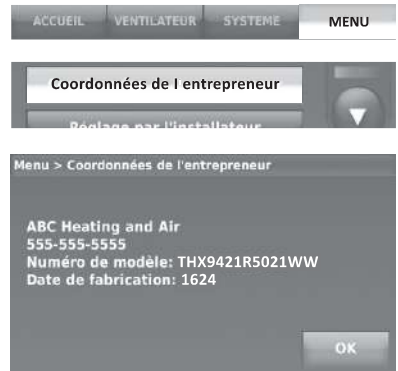 ACCUEIL VENTILATEUR SYSTEME MENU
Coordonnées de l entrepreneur
Réglage par l'installateur
Menu > Coordonnées de l'entrepreneur
ABC Heating and Air
555-555-5555
Numéro de modèle: THX9421R5021WW
Date de fabrication: 1624
OK